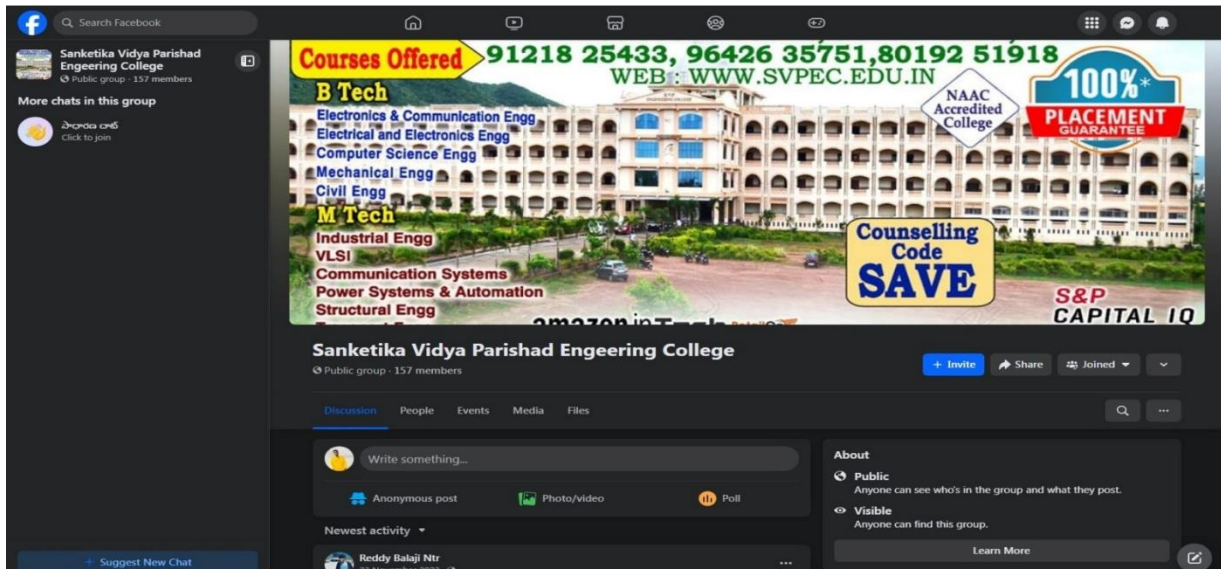 Search Facebook
Sanketika Vidya Parishad
Engeering College
Public group · 157 members
More chats in this group
Click to join
+ Suggest New Chat
Courses Offered
91218 25433, 96426 35751,80192 51918
WEB : WWW.SVPEC.EDU.IN
B Tech
Electronics & Communication Engg
Electrical and Electronics Engg
Computer Science Engg
Mechanical Engg
Civil Engg
M Tech
Industrial Engg
VLSI
Communication Systems
Power Systems & Automation
Structural Engg
NAAC
Accredited
College
100%*
PLACEMENT
GUARANTEE
Counselling
Code
SAVE
S&P
CAPITAL IQ
Sanketika Vidya Parishad Engeering College
Public group · 157 members
+ Invite
Share
Joined
Discussion
People
Events
Media
Files
Write something...
Anonymous post
Photo/video
Poll
Newest activity
Reddy Balaji Ntr
About
Public
Anyone can see who's in the group and what they post.
Visible
Anyone can find this group.
Learn More